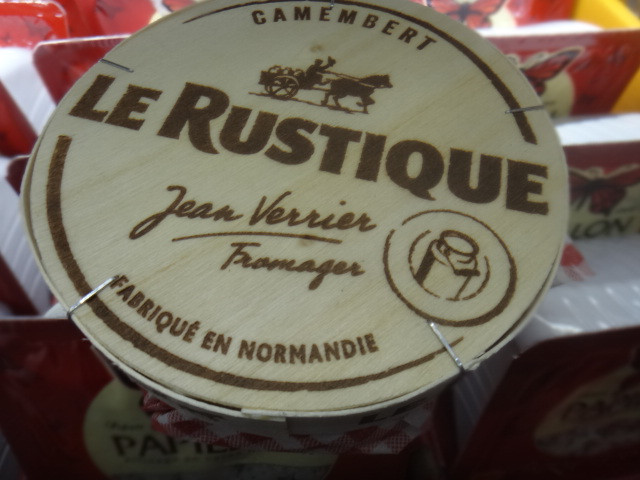 CAMEMBERT
LE RUSTIQUE
Jean Verrier
Fromager
FABRIQUÉ EN NORMANDIE